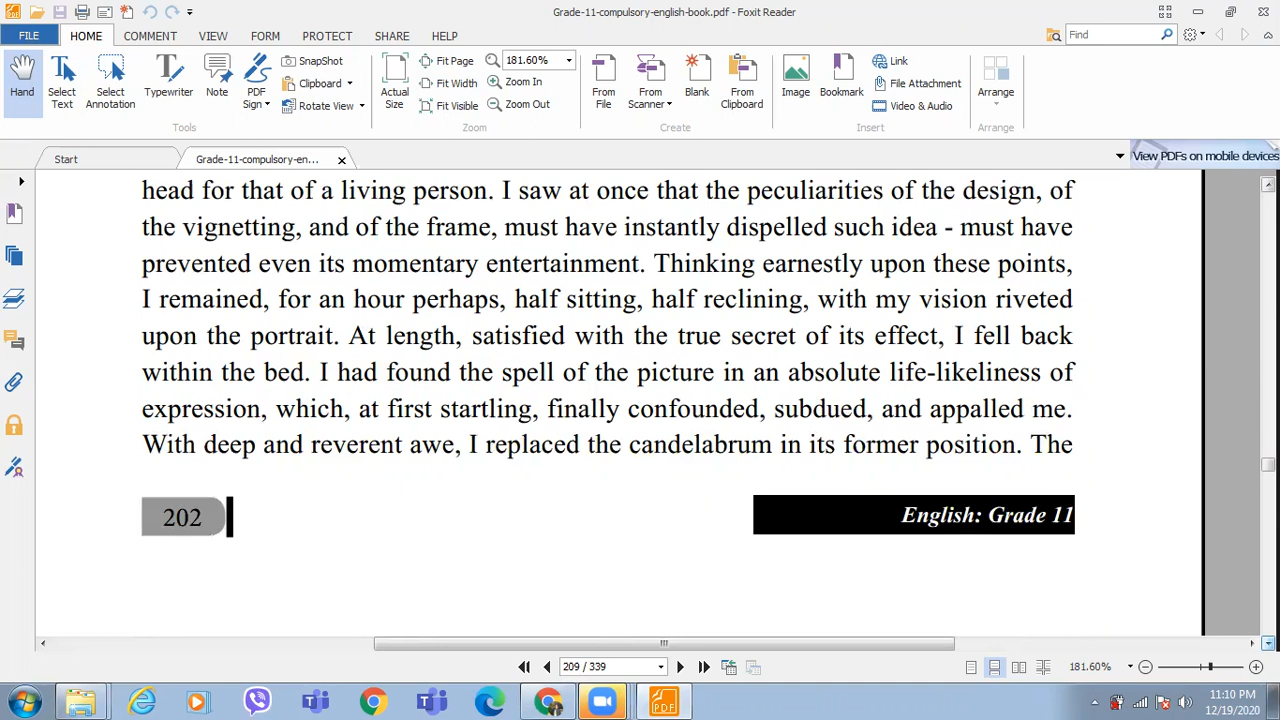 Grade-11-compulsory-english-book.pdf - Foxit Reader
FILE HOME COMMENT VIEW FORM PROTECT SHARE HELP
Find
Hand
Select Text
Select Annotation
Typewriter
Note
PDF Sign
SnapShot
Clipboard
Rotate View
Tools
Actual Size
Fit Page
Fit Width
Fit Visible
181.60%
Zoom In
Zoom Out
Zoom
From File
From Scanner
Blank
From Clipboard
Create
Image
Bookmark
Link
File Attachment
Video & Audio
Insert
Arrange
Arrange
Start
Grade-11-compulsory-en...
View PDFs on mobile devices
head for that of a living person. I saw at once that the peculiarities of the design, of
the vignetting, and of the frame, must have instantly dispelled such idea - must have
prevented even its momentary entertainment. Thinking earnestly upon these points,
I remained, for an hour perhaps, half sitting, half reclining, with my vision riveted
upon the portrait. At length, satisfied with the true secret of its effect, I fell back
within the bed. I had found the spell of the picture in an absolute life-likeliness of
expression, which, at first startling, finally confounded, subdued, and appalled me.
With deep and reverent awe, I replaced the candelabrum in its former position. The
202
English: Grade 11
209 / 339
181.60%
11:10 PM
12/19/2020